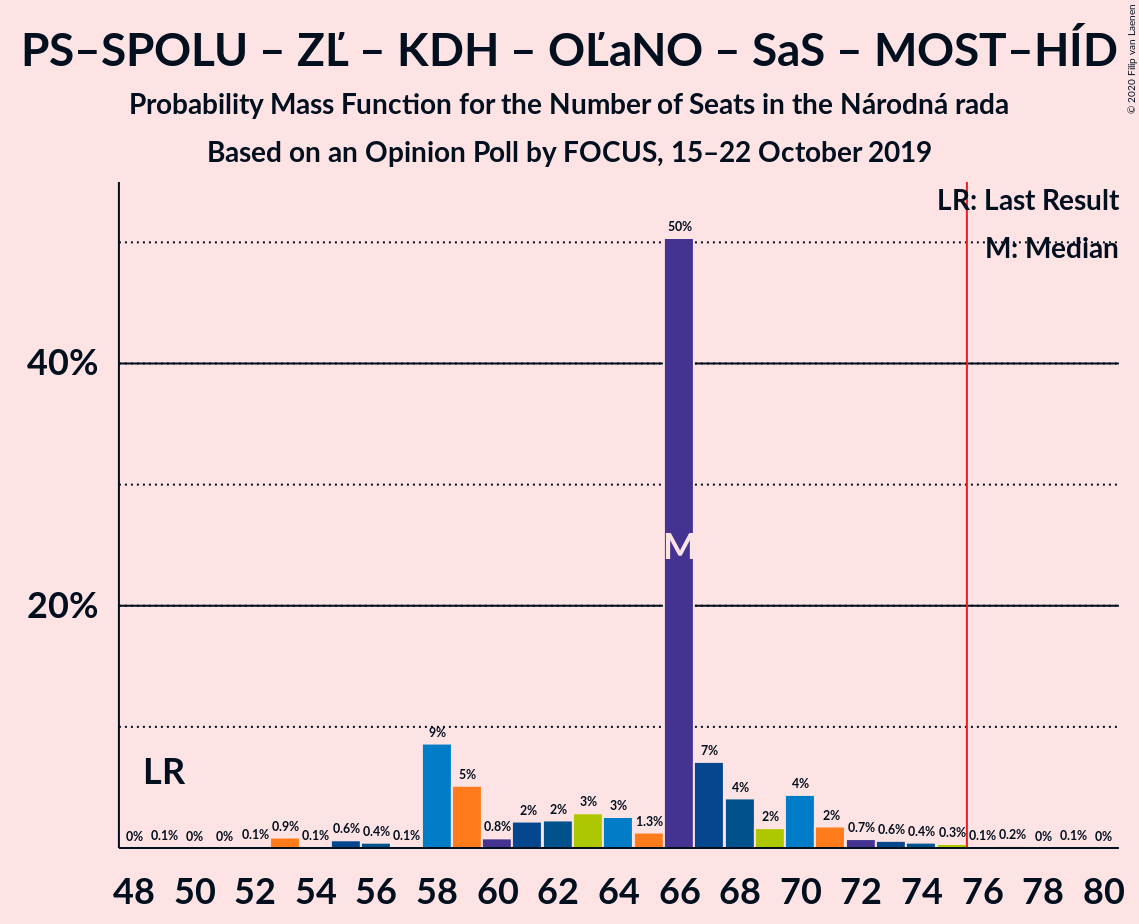 PS–SPOLU – ZĽ – KDH – OĽaNO – SaS – MOST–HÍD
Probability Mass Function for the Number of Seats in the Národná rada
Based on an Opinion Poll by FOCUS, 15–22 October 2019
© 2020 Filip van Laenen
LR: Last Result
M: Median
40%
20%
LR
M
0% 0.1% 0% 0% 0.1% 0.9% 0.1% 0.6% 0.4% 0.1% 9% 5% 0.8% 2% 2% 3% 3% 1.3% 50% 7% 4% 2% 4% 2% 0.7% 0.6% 0.4% 0.3% 0.1% 0.2% 0% 0.1% 0%
48 50 52 54 56 58 60 62 64 66 68 70 72 74 76 78 80